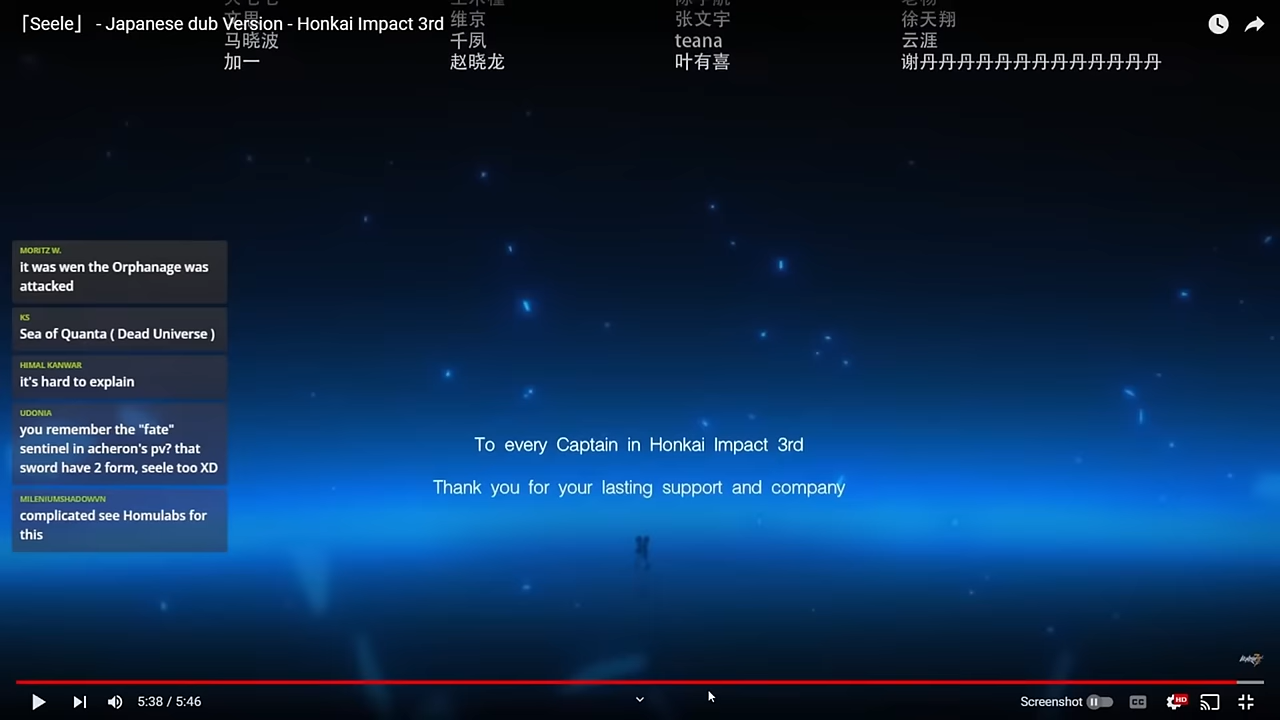 「Seele」 - Japanese dub Version - Honkai Impact 3rd
维京
张文宇
徐天翔
马晓波
千夙
teana
云涯
加一
赵晓龙
叶有喜
谢丹丹丹丹丹丹丹丹丹丹丹丹丹
MORITZ W.
it was wen the Orphanage was
attacked
KS
Sea of Quanta ( Dead Universe )
HIMAL KANWAR
it's hard to explain
UDONIA
you remember the "fate"
sentinel in acheron's pv? that
sword have 2 form, seele too XD
MILENIUMSHADOWVN
complicated see Homulabs for
this
To every Captain in Honkai Impact 3rd
Thank you for your lasting support and company
5:38 / 5:46
Screenshot
CC
HD